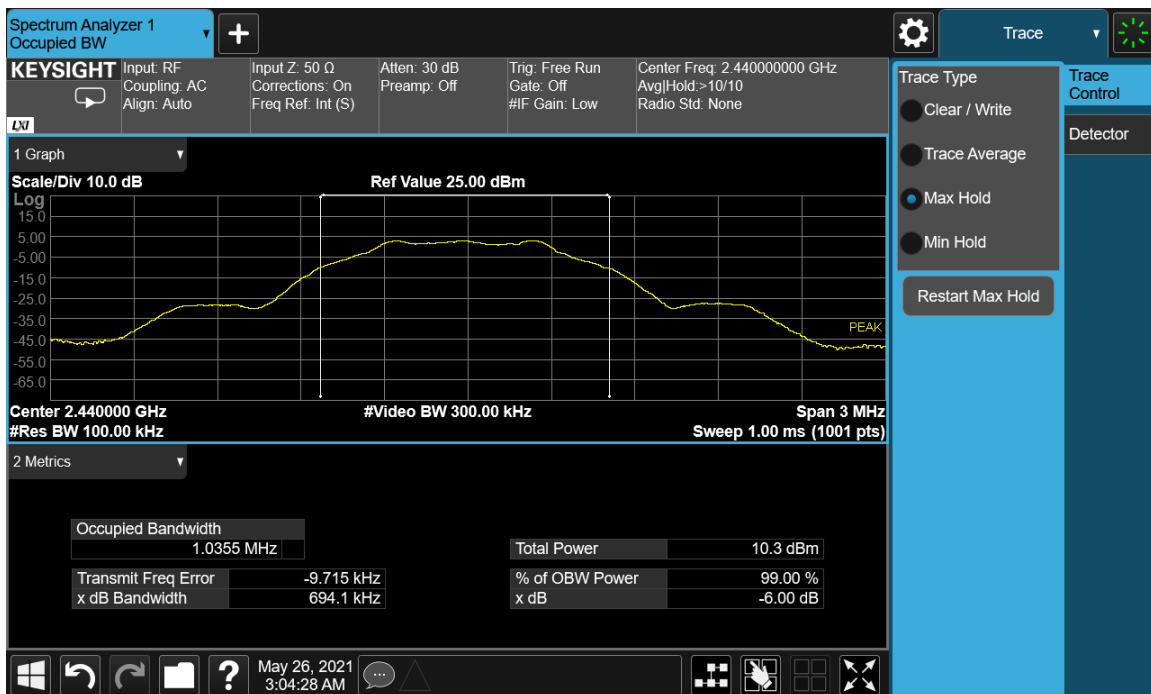 Spectrum Analyzer 1
Occupied BW
▼
+
Trace
▼
KEYSIGHT
LXI
Input: RF
Coupling: AC
Align: Auto
Input Z: 50 Ω
Corrections: On
Freq Ref: Int (S)
Atten: 30 dB
Preamp: Off
Trig: Free Run
Gate: Off
#IF Gain: Low
Center Freq: 2.440000000 GHz
Avg|Hold:>10/10
Radio Std: None
Trace Type
Clear / Write
Trace Average
Max Hold
Min Hold
Restart Max Hold
Trace
Control
Detector
1 Graph ▼
Scale/Div 10.0 dB Ref Value 25.00 dBm
Log
15.0
5.00
-5.00
-15.0
-25.0
-35.0
-45.0
-55.0
-65.0
PEAK
Center 2.440000 GHz #Video BW 300.00 kHz Span 3 MHz
#Res BW 100.00 kHz Sweep 1.00 ms (1001 pts)
2 Metrics ▼
Occupied Bandwidth
1.0355 MHz
Total Power 10.3 dBm
Transmit Freq Error -9.715 kHz % of OBW Power 99.00 %
x dB Bandwidth 694.1 kHz x dB -6.00 dB
?
May 26, 2021
3:04:28 AM